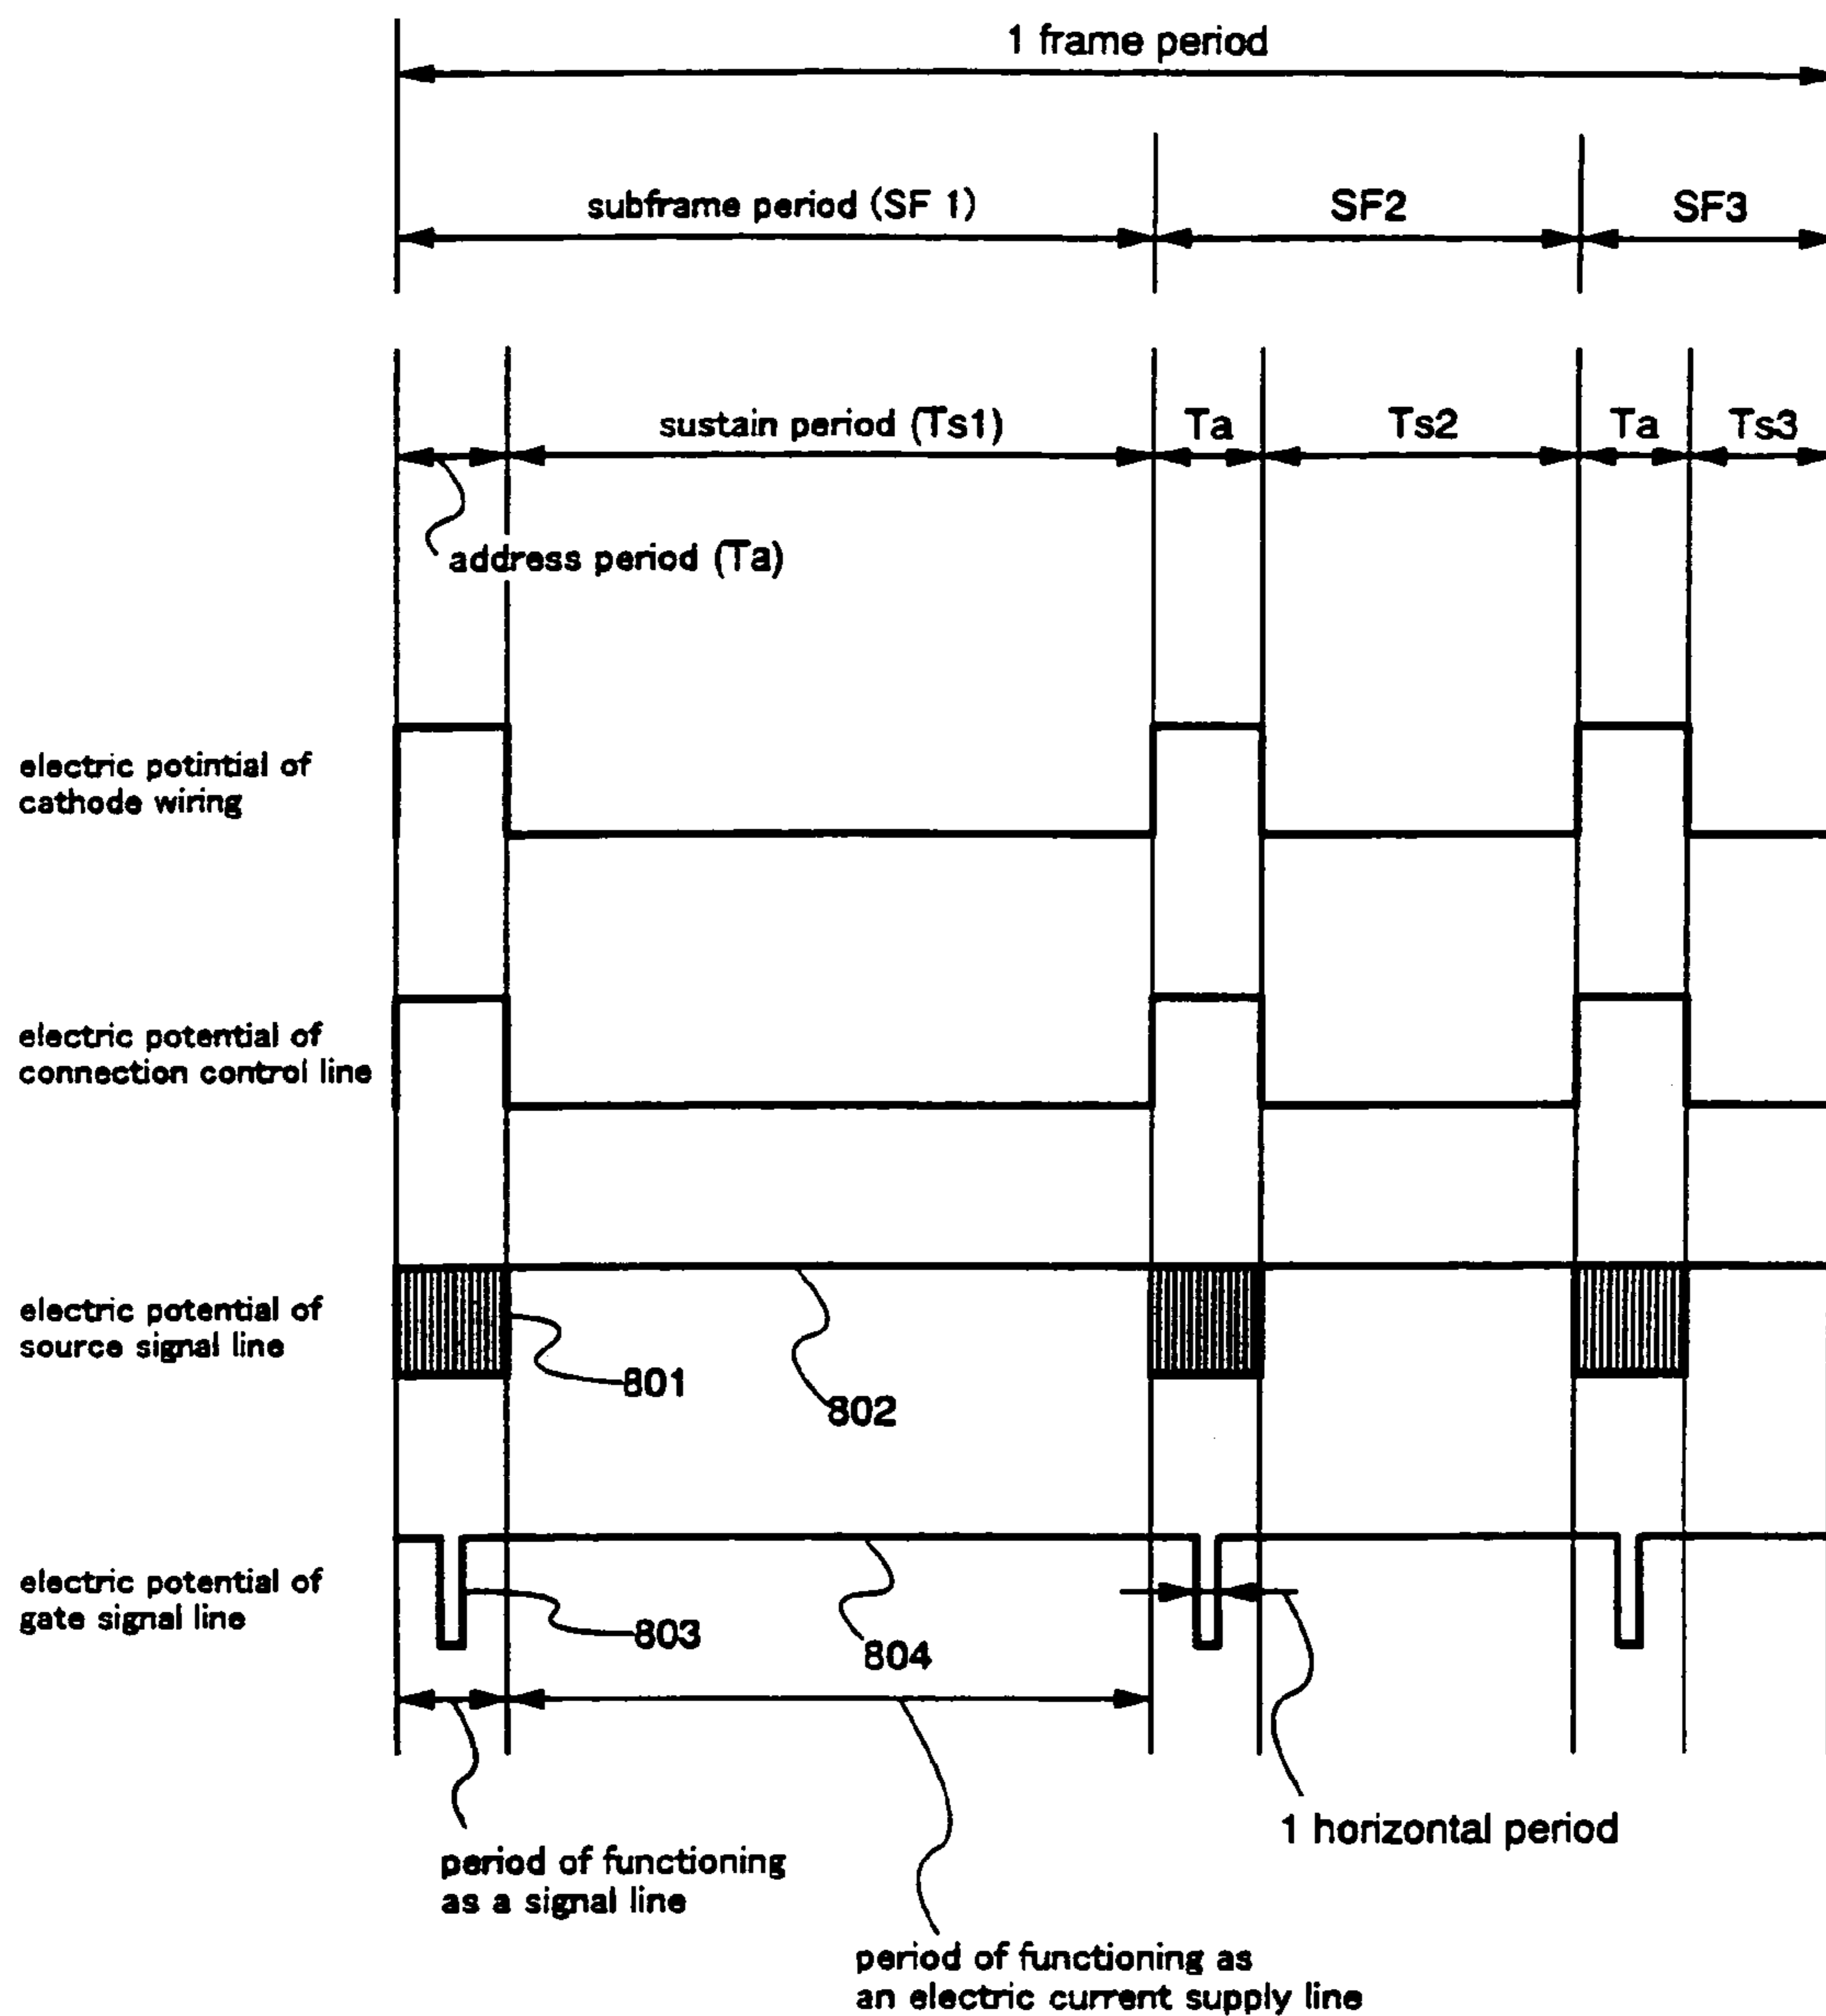 1 frame period
subframe period (SF 1)
SF2
SF3
sustain period (Ts1)
Ta
Ts2
Ta
Ts3
address period (Ta)
electric potintial of
cathode wiring
electric potential of
connection control line
electric potential of
source signal line
801
802
electric potential of
gate signal line
803
804
1 horizontal period
period of functioning
as a signal line
period of functioning as
an electric current supply line